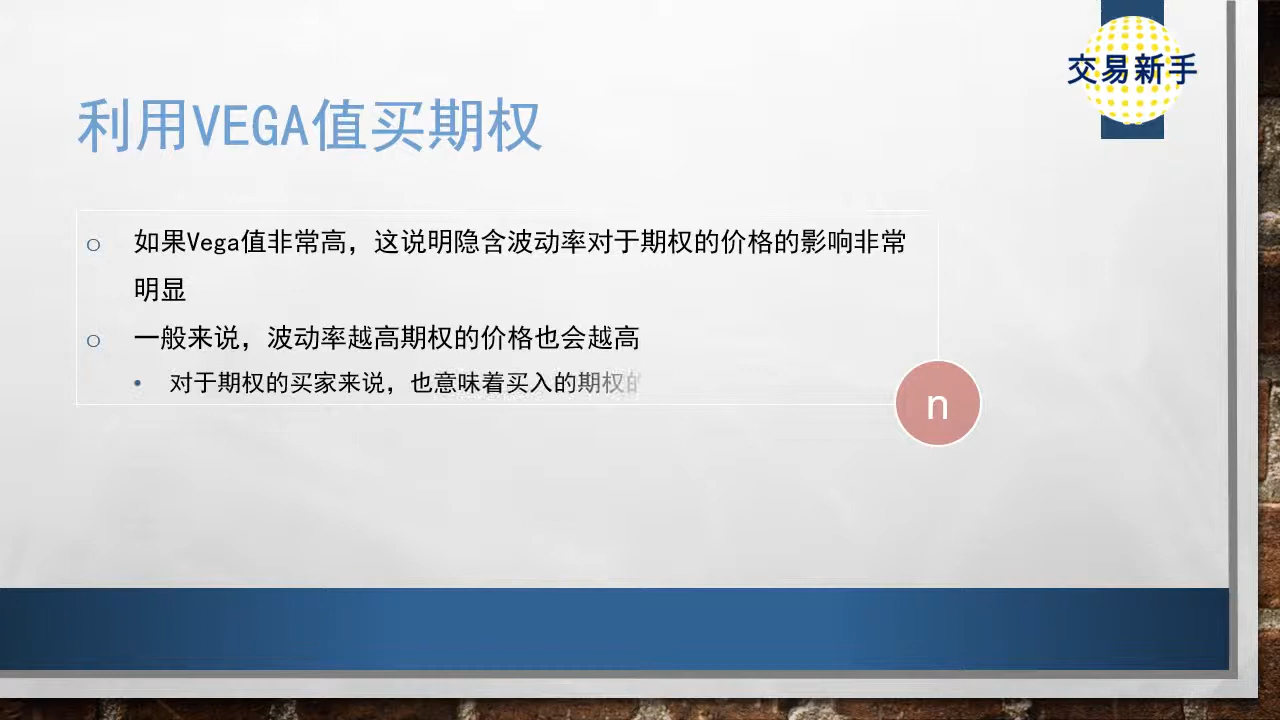 交易新手
利用VEGA值买期权
如果Vega值非常高，这说明隐含波动率对于期权的价格的影响非常
明显
一般来说，波动率越高期权的价格也会越高
对于期权的买家来说，也意味着买入的期权的
n